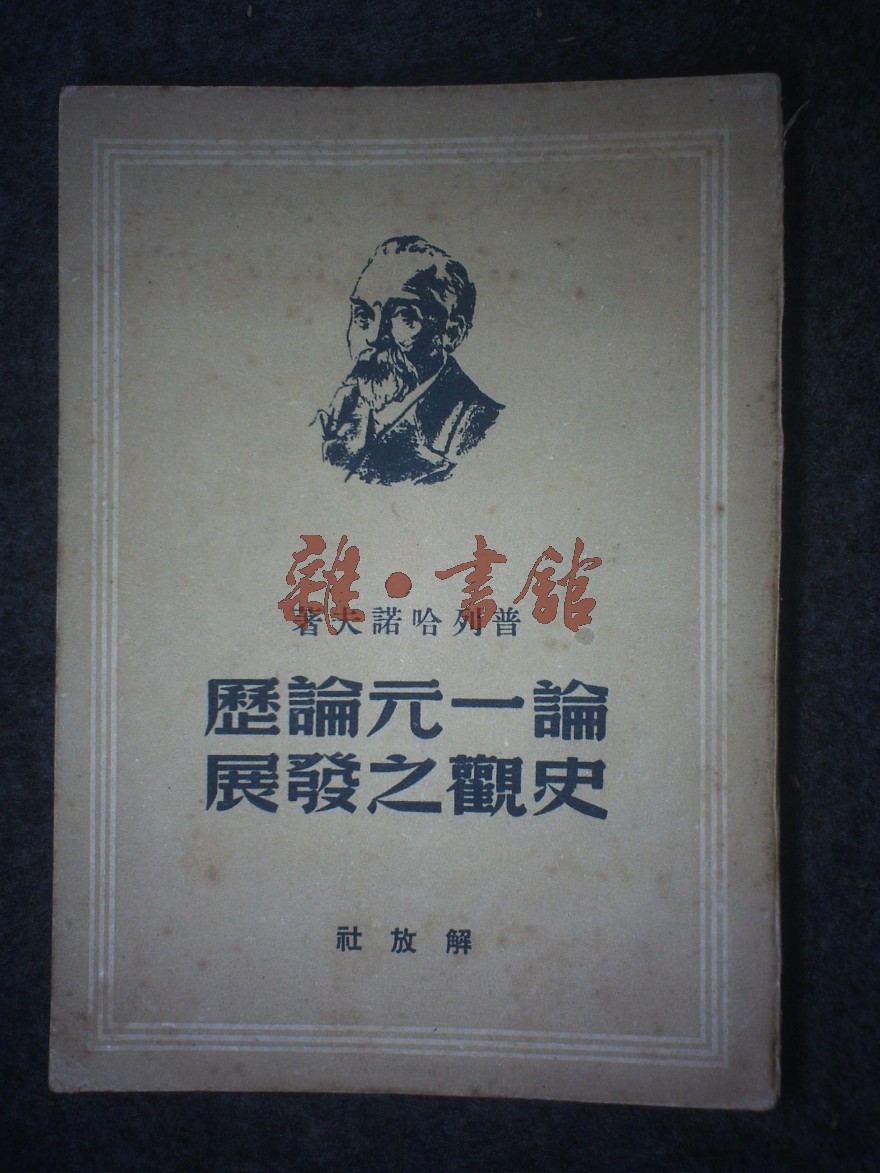 雜·書館
普列哈諾夫著
論一元論歷
史觀之發展
解放社